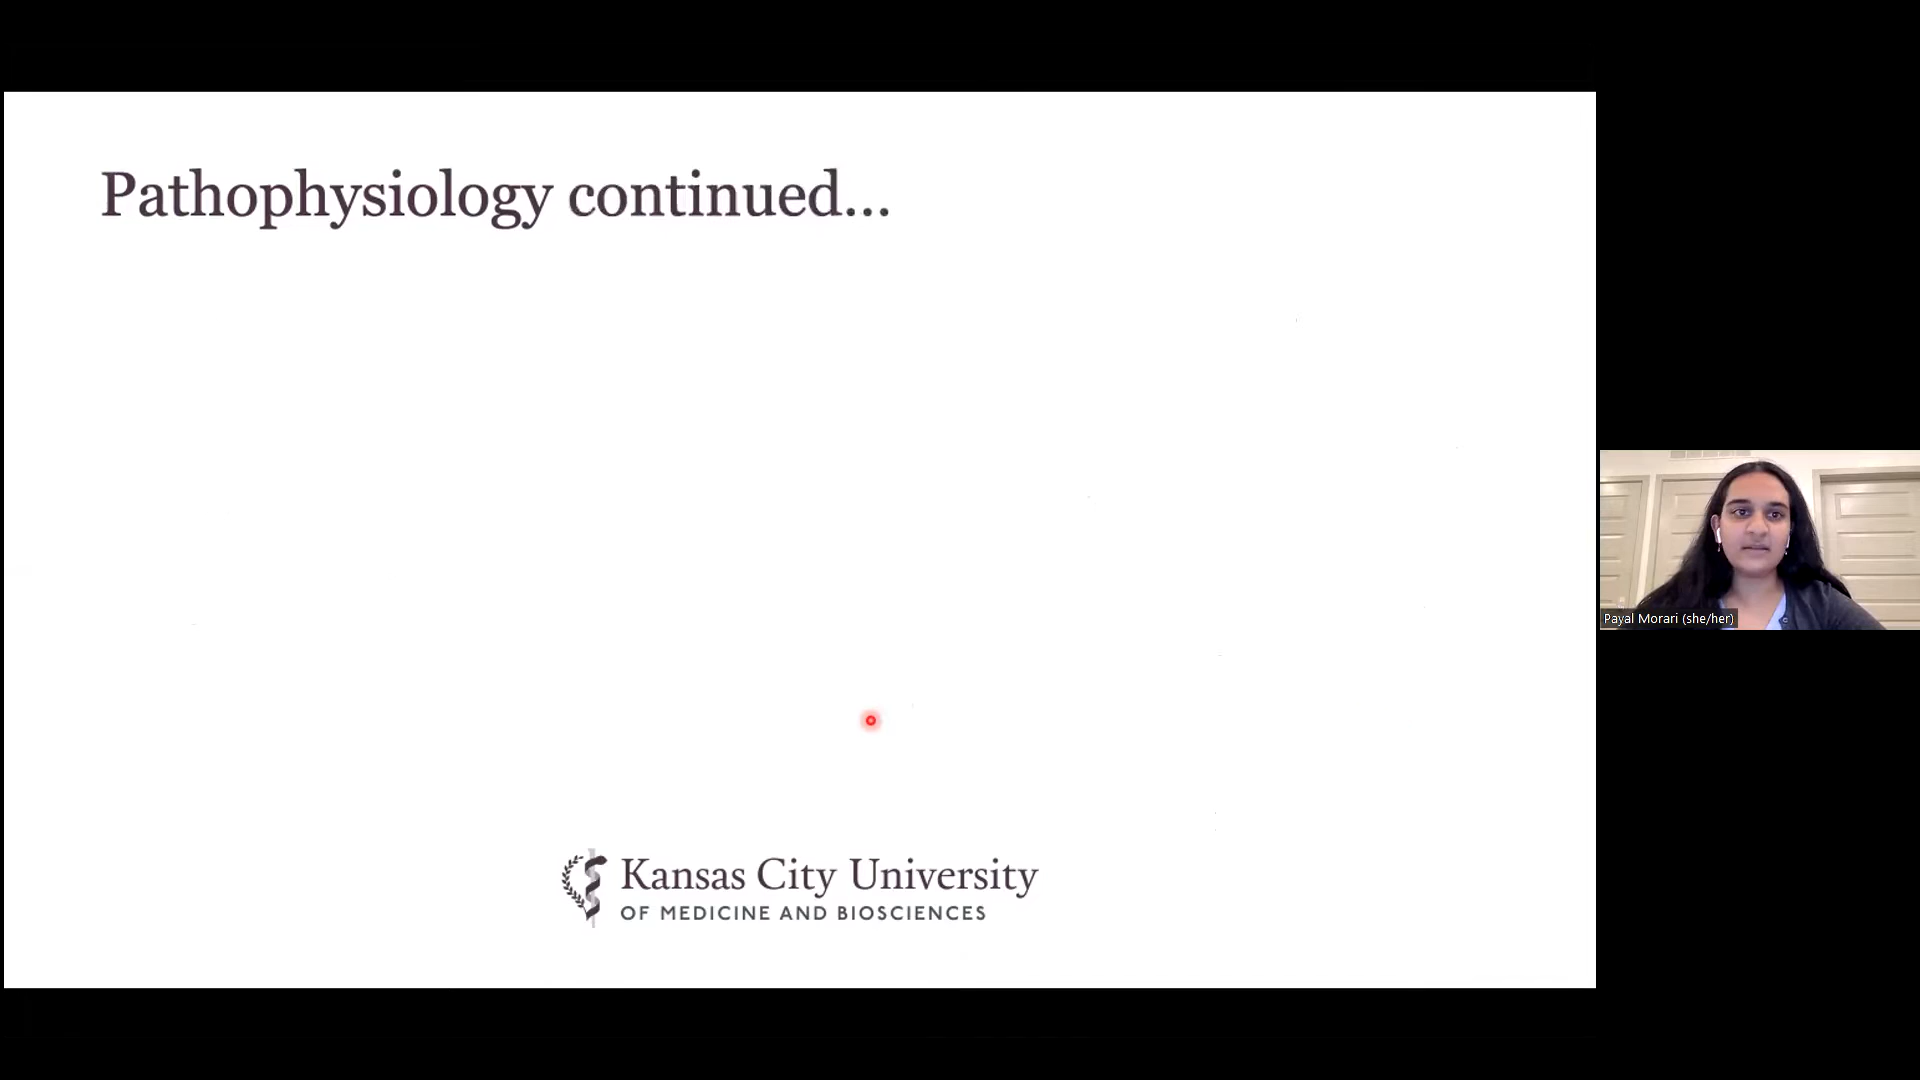 Pathophysiology continued...
Payal Morari (she/her)
Kansas City University
OF MEDICINE AND BIOSCIENCES